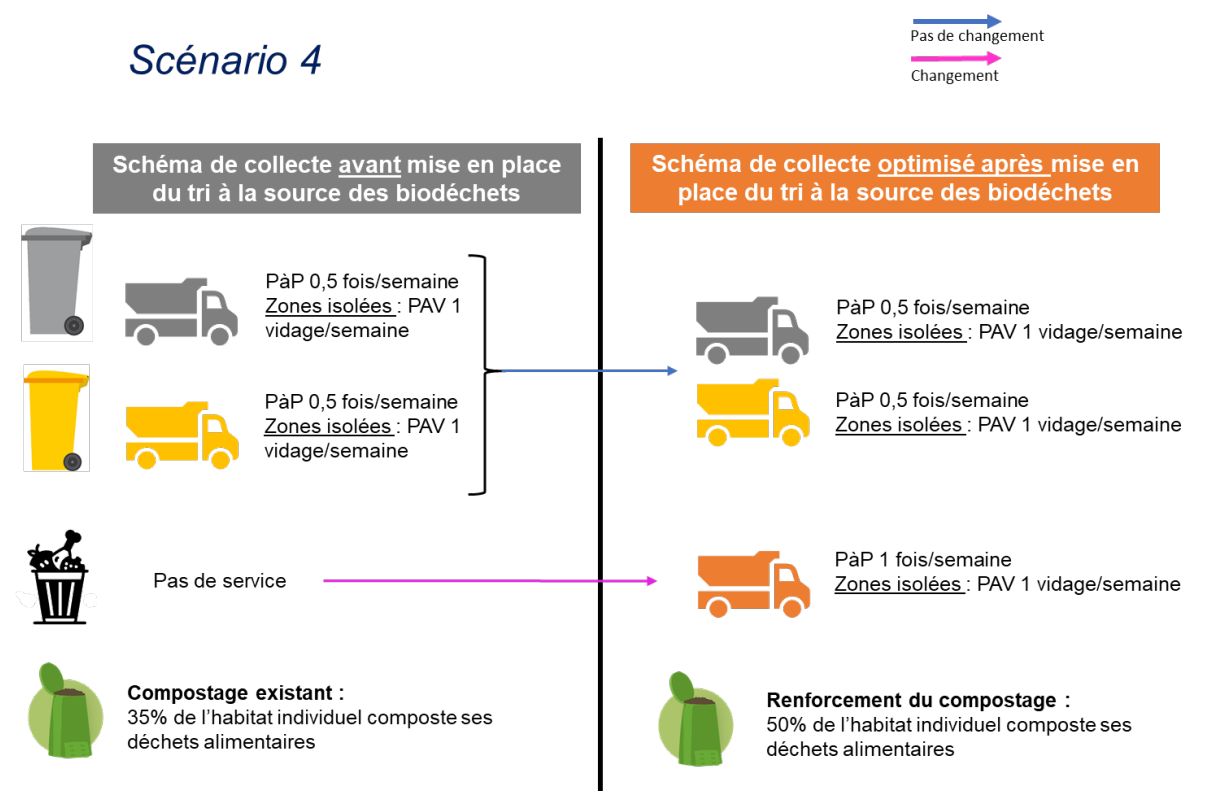 Scénario 4
Pas de changement
Changement
Schéma de collecte avant mise en place
du tri à la source des biodéchets
Schéma de collecte optimisé après mise en
place du tri à la source des biodéchets
PàP 0,5 fois/semaine
Zones isolées : PAV 1
vidage/semaine
PàP 0,5 fois/semaine
Zones isolées : PAV 1
vidage/semaine
PàP 0,5 fois/semaine
Zones isolées : PAV 1 vidage/semaine
PàP 0,5 fois/semaine
Zones isolées : PAV 1 vidage/semaine
Pas de service
PàP 1 fois/semaine
Zones isolées : PAV 1 vidage/semaine
Compostage existant :
35% de l’habitat individuel composte ses
déchets alimentaires
Renforcement du compostage :
50% de l’habitat individuel composte ses
déchets alimentaires